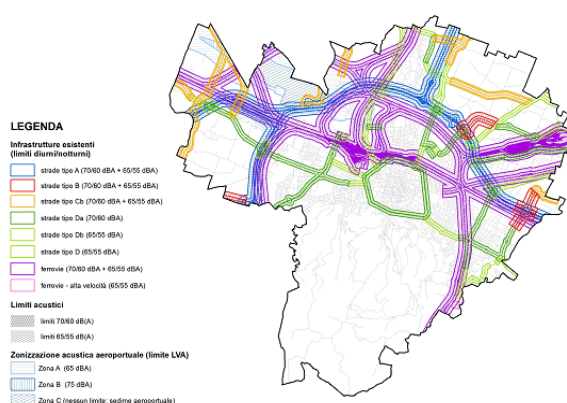 LEGENDA
Infrastrutture esistenti
(limiti diurni/notturni)
strade tipo A (70/60 dBA + 65/55 dBA)
strade tipo B (70/60 dBA + 65/55 dBA)
strade tipo Cb (70/60 dBA + 65/55 dBA)
strade tipo Da (70/60 dBA)
strade tipo Db (65/55 dBA)
strade tipo D (65/55 dBA)
ferrovie (70/60 dBA + 65/55 dBA)
ferrovie - alta velocità (65/55 dBA)
Limiti acustici
limiti 70/60 dB(A)
limiti 65/55 dB(A)
Zonizzazione acustica aeroportuale (limite LVA)
Zona A (65 dBA)
Zona B (75 dBA)
Zona C (nessun limite: sedime aeroportuale)